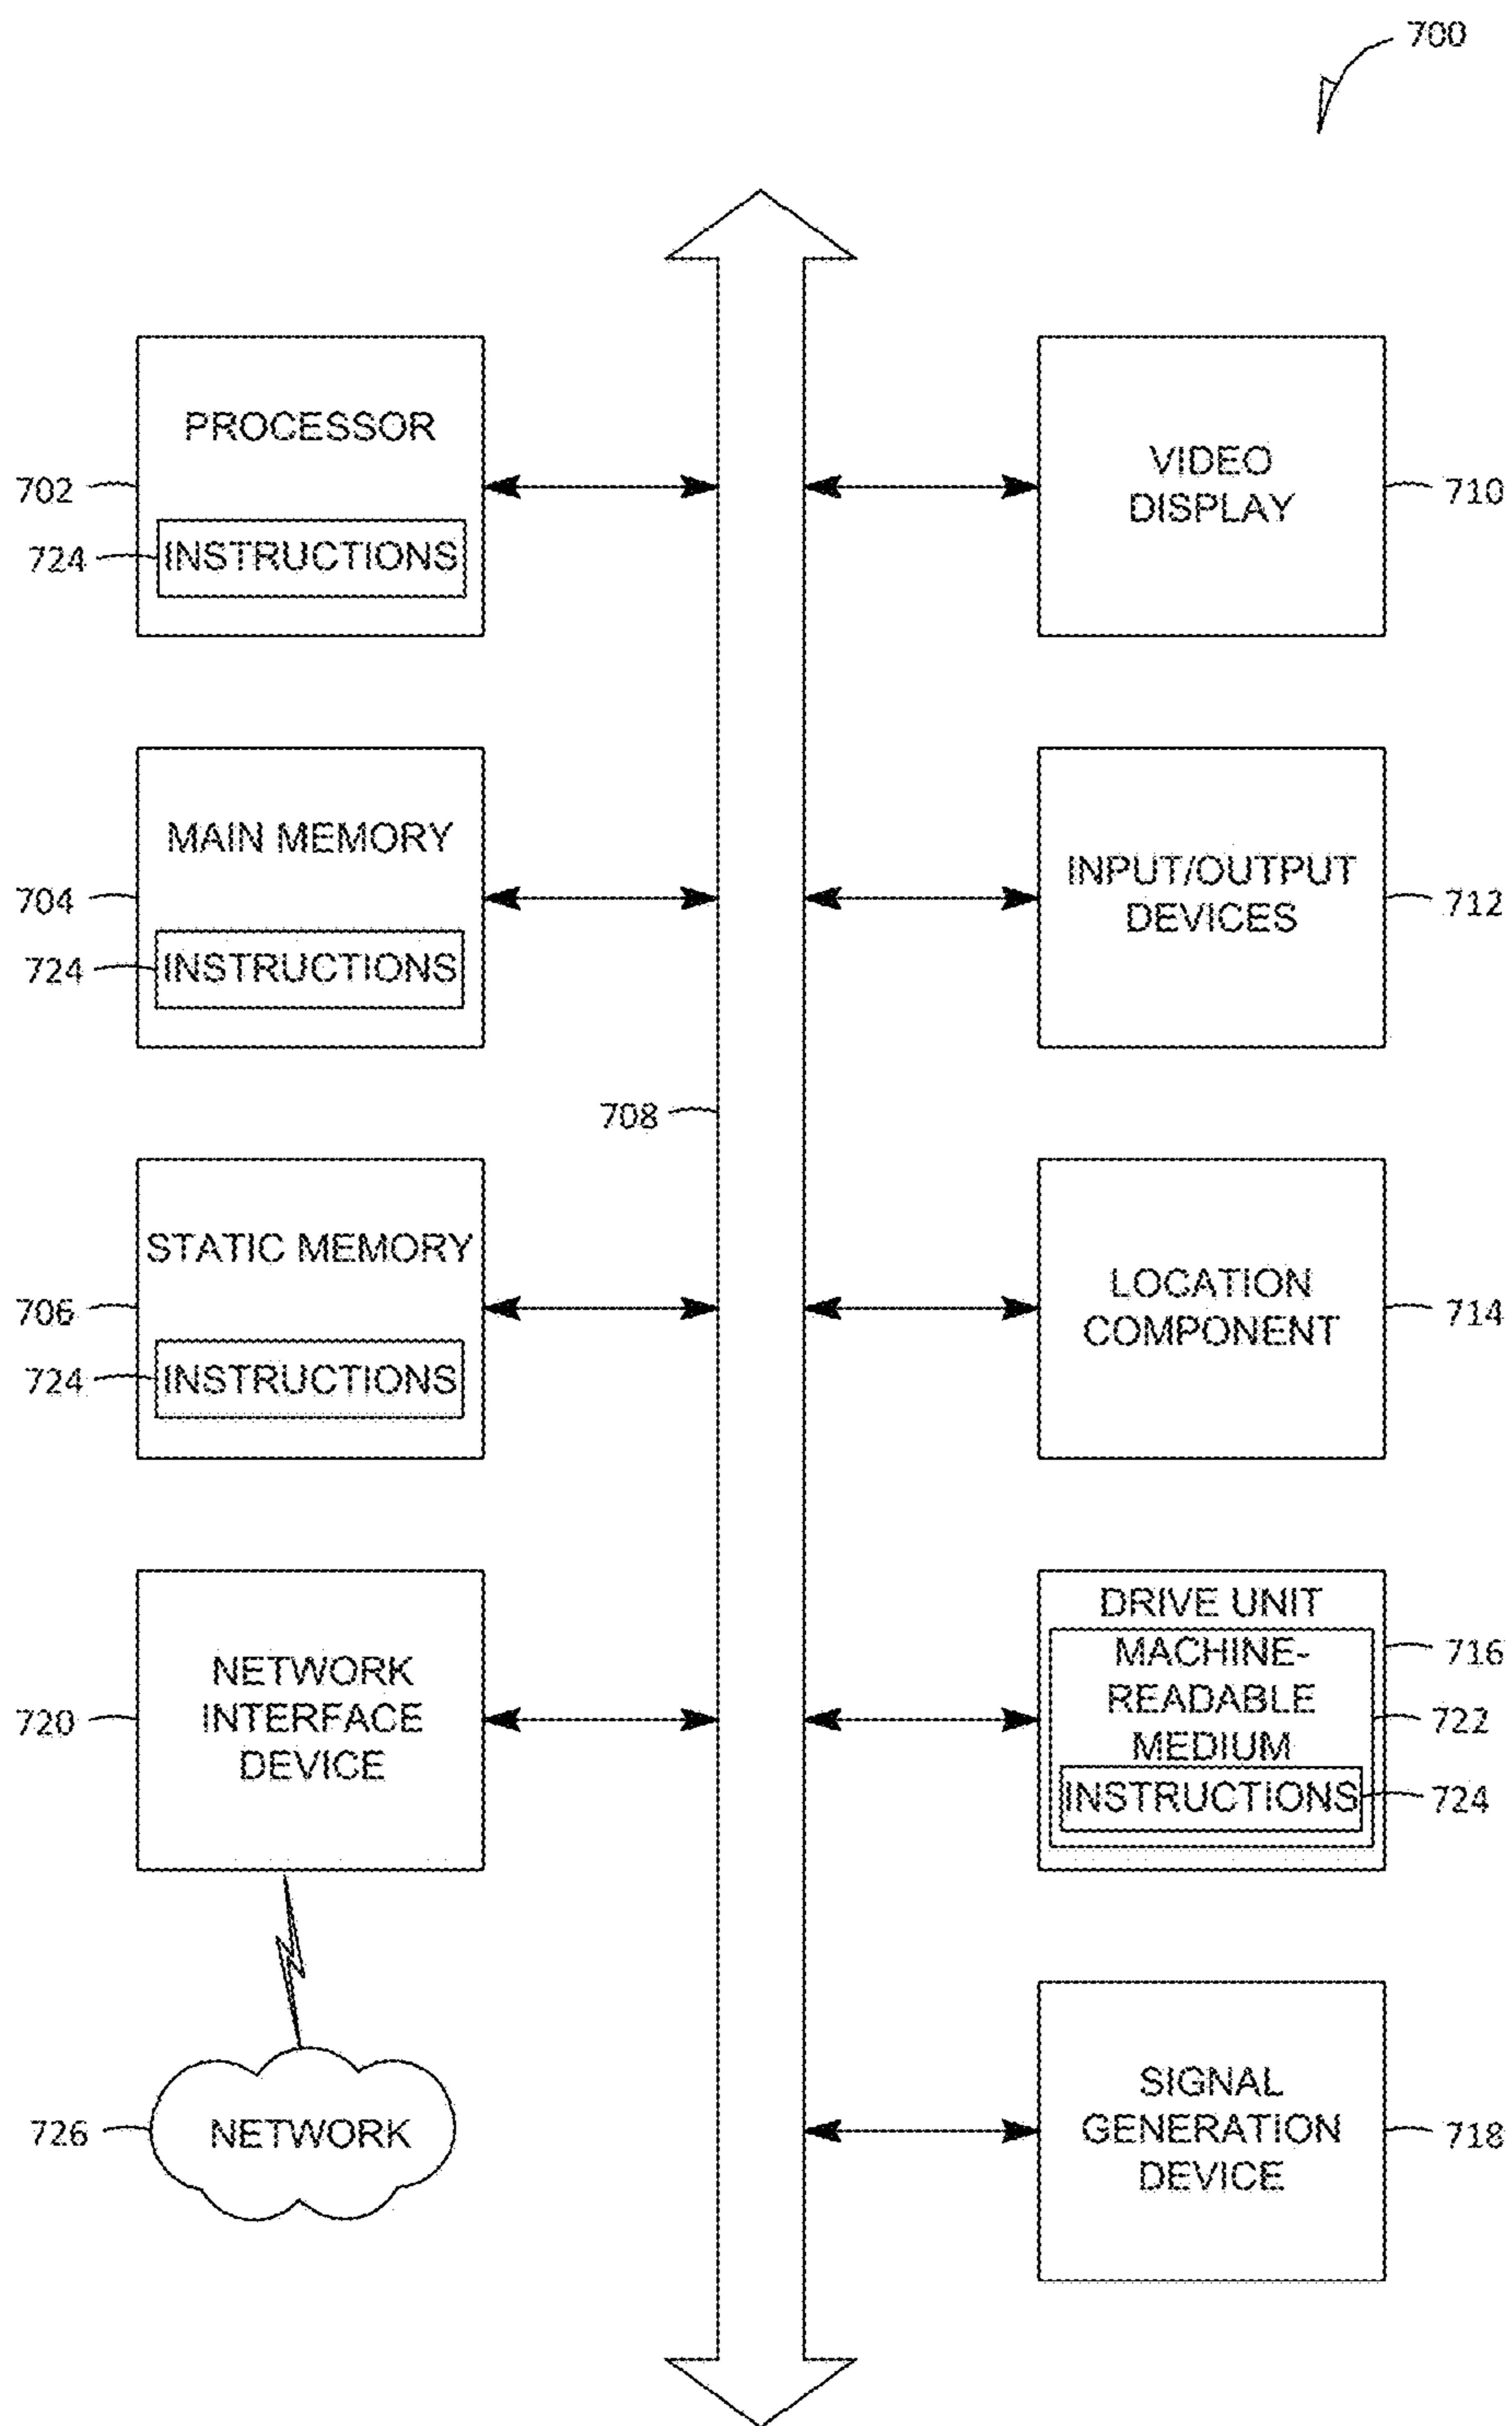 700
PROCESSOR
702
724
INSTRUCTIONS
VIDEO
DISPLAY
710
MAIN MEMORY
704
724
INSTRUCTIONS
INPUT/OUTPUT
DEVICES
712
708
STATIC MEMORY
706
724
INSTRUCTIONS
LOCATION
COMPONENT
714
NETWORK
INTERFACE
DEVICE
720
DRIVE UNIT
716
MACHINE-
READABLE
MEDIUM
722
INSTRUCTIONS
724
NETWORK
726
SIGNAL
GENERATION
DEVICE
718